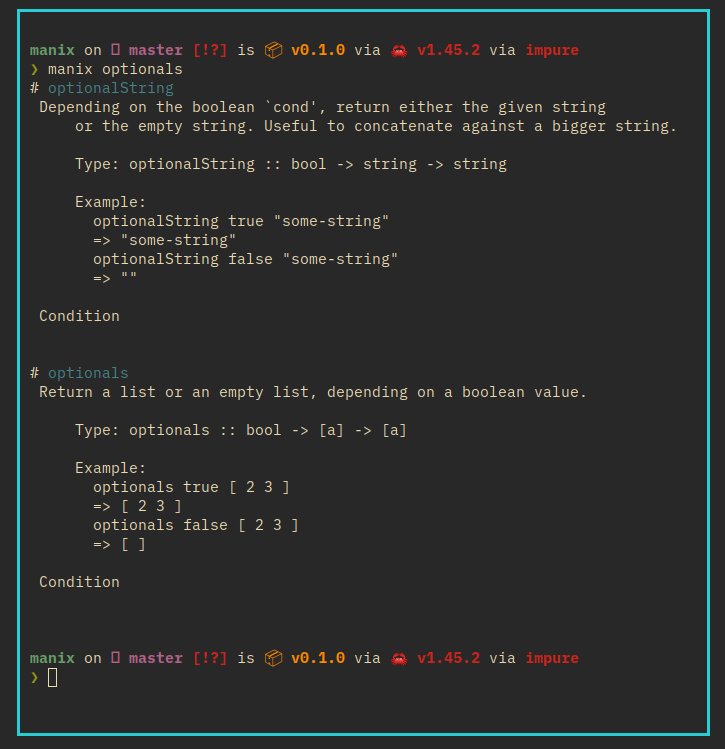 manix on master [!?] is 📦 v0.1.0 via 🦀 v1.45.2 via impure
❯ manix optionals
# optionalString
Depending on the boolean `cond', return either the given string
or the empty string. Useful to concatenate against a bigger string.
Type: optionalString :: bool -> string -> string
Example:
optionalString true "some-string"
=> "some-string"
optionalString false "some-string"
=> ""
Condition
# optionals
Return a list or an empty list, depending on a boolean value.
Type: optionals :: bool -> [a] -> [a]
Example:
optionals true [ 2 3 ]
=> [ 2 3 ]
optionals false [ 2 3 ]
=> [ ]
Condition
manix on master [!?] is 📦 v0.1.0 via 🦀 v1.45.2 via impure
❯